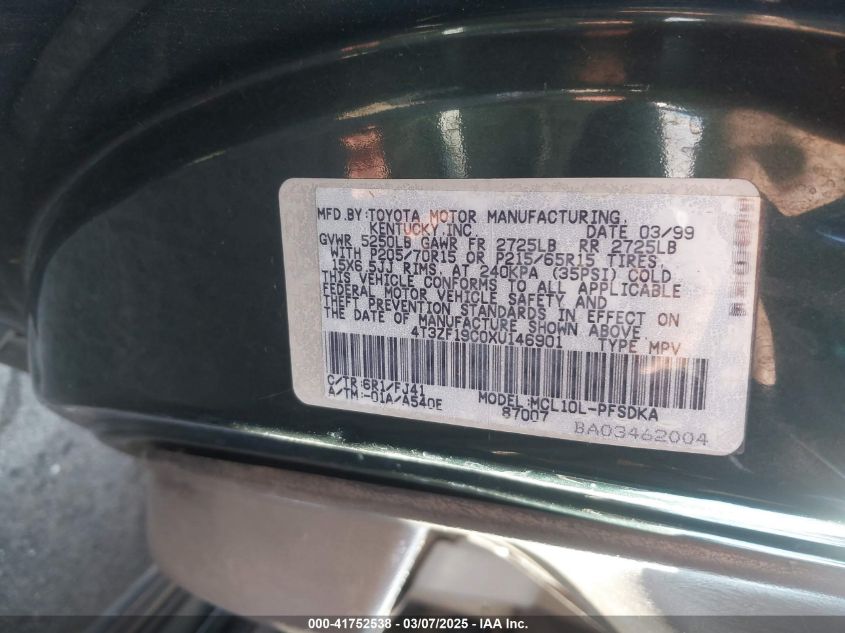 MFD.BY:TOYOTA MOTOR MANUFACTURING,
KENTUCKY,INC. DATE 03/99
GVWR 5250LB GAWR FR 2725LB RR 2725LB
WITH P205/70R15 OR P215/65R15 TIRES,
15X6.5JJ RIMS, AT 240KPA (35PSI) COLD
THIS VEHICLE CONFORMS TO ALL APPLICABLE
FEDERAL MOTOR VEHICLE SAFETY AND
THEFT PREVENTION STANDARDS IN EFFECT ON
THE DATE OF MANUFACTURE SHOWN ABOVE.
4T3ZF19C0XU146901 TYPE MPV
C/TR:6R1/FJ41 MODEL:MCL10L-PFSDKA
A/TM:-01A/A540E 87007
BA03462004
000-41752538 - 03/07/2025 - IAA Inc.